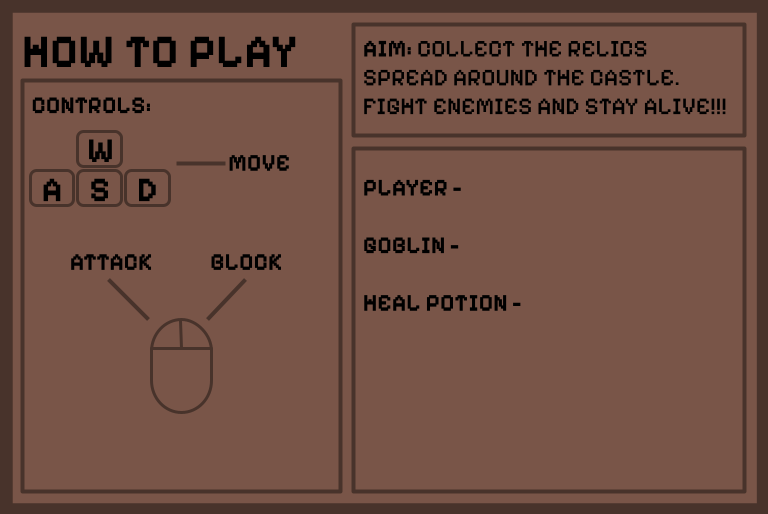 HOW TO PLAY
CONTROLS:
W
A S D
MOVE
ATTACK BLOCK
AIM: COLLECT THE RELICS
SPREAD AROUND THE CASTLE.
FIGHT ENEMIES AND STAY ALIVE!!!
PLAYER -
GOBLIN -
HEAL POTION -